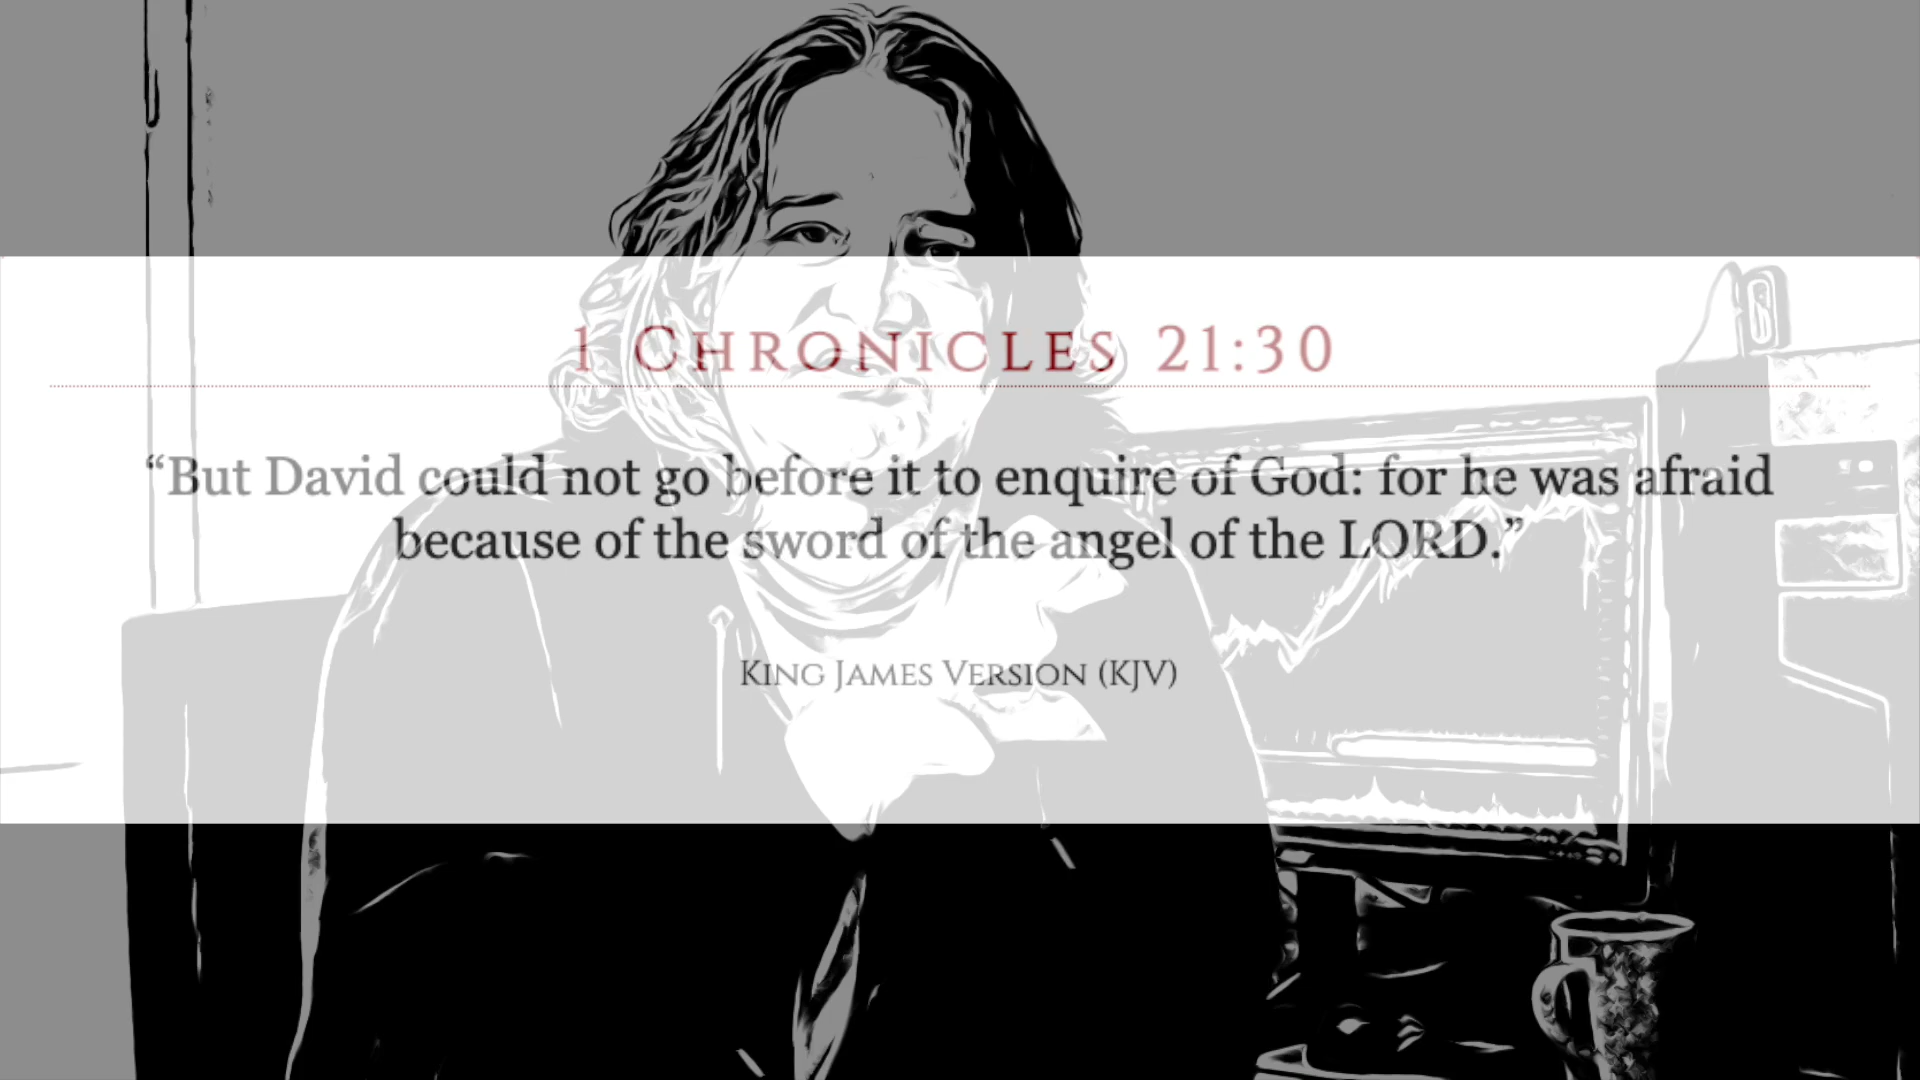 1 Chronicles 21:30
“But David could not go before it to enquire of God: for he was afraid
because of the sword of the angel of the LORD.”
King James Version (KJV)